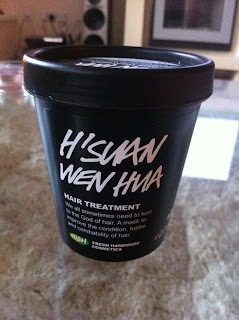 H'SUAN
WEN HUA
HAIR TREATMENT
We all sometimes need to turn
to the God of hair. A mask to
improve the condition, lustre
and combability of hair.
LUSH
FRESH HANDMADE
COSMETICS